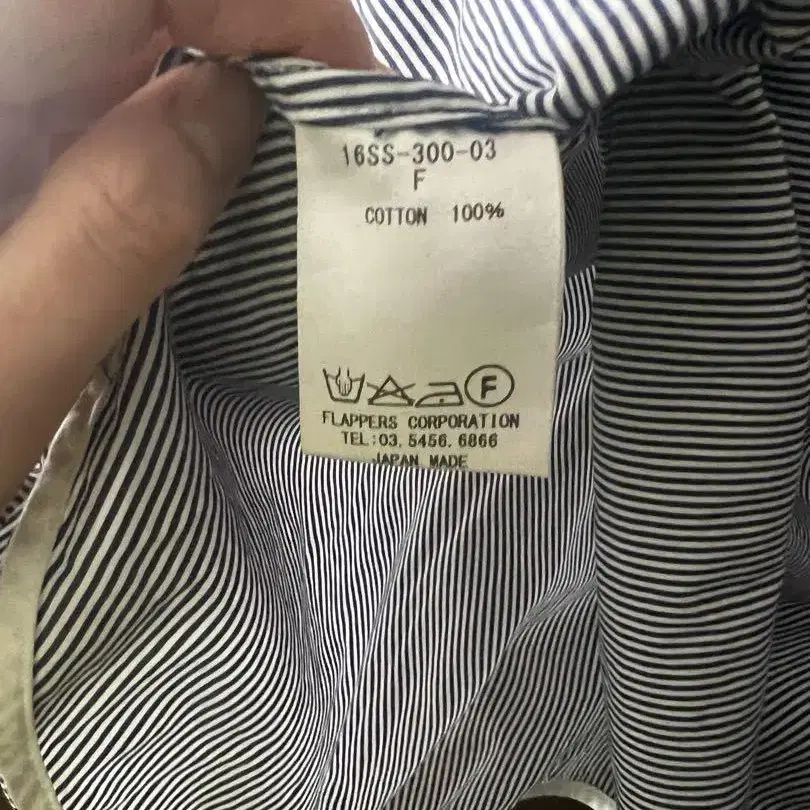 16SS-300-03
F
COTTON 100%
F
FLAPPERS CORPORATION
TEL:03.5456.6866
JAPAN MADE